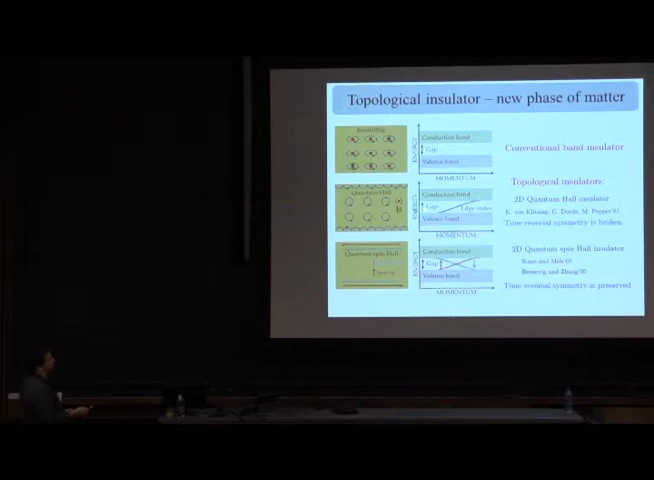 Topological insulator – new phase of matter
Insulating
Conduction band
Gap
Valence band
ENERGY
MOMENTUM
Conventional band insulator
Topological insulators:
Quantum Hall
B
Conduction band
Gap
Edge states
Valence band
ENERGY
MOMENTUM
2D Quantum Hall insulator
K. von Klitzing, G. Dorda, M. Pepper
Time reversal symmetry is broken
Quantum spin Hall
Conduction band
Gap
Valence band
ENERGY
MOMENTUM
2D Quantum spin Hall insulator
Kane and Mele
Bernevig and Zhang
Time reversal symmetry is preserved